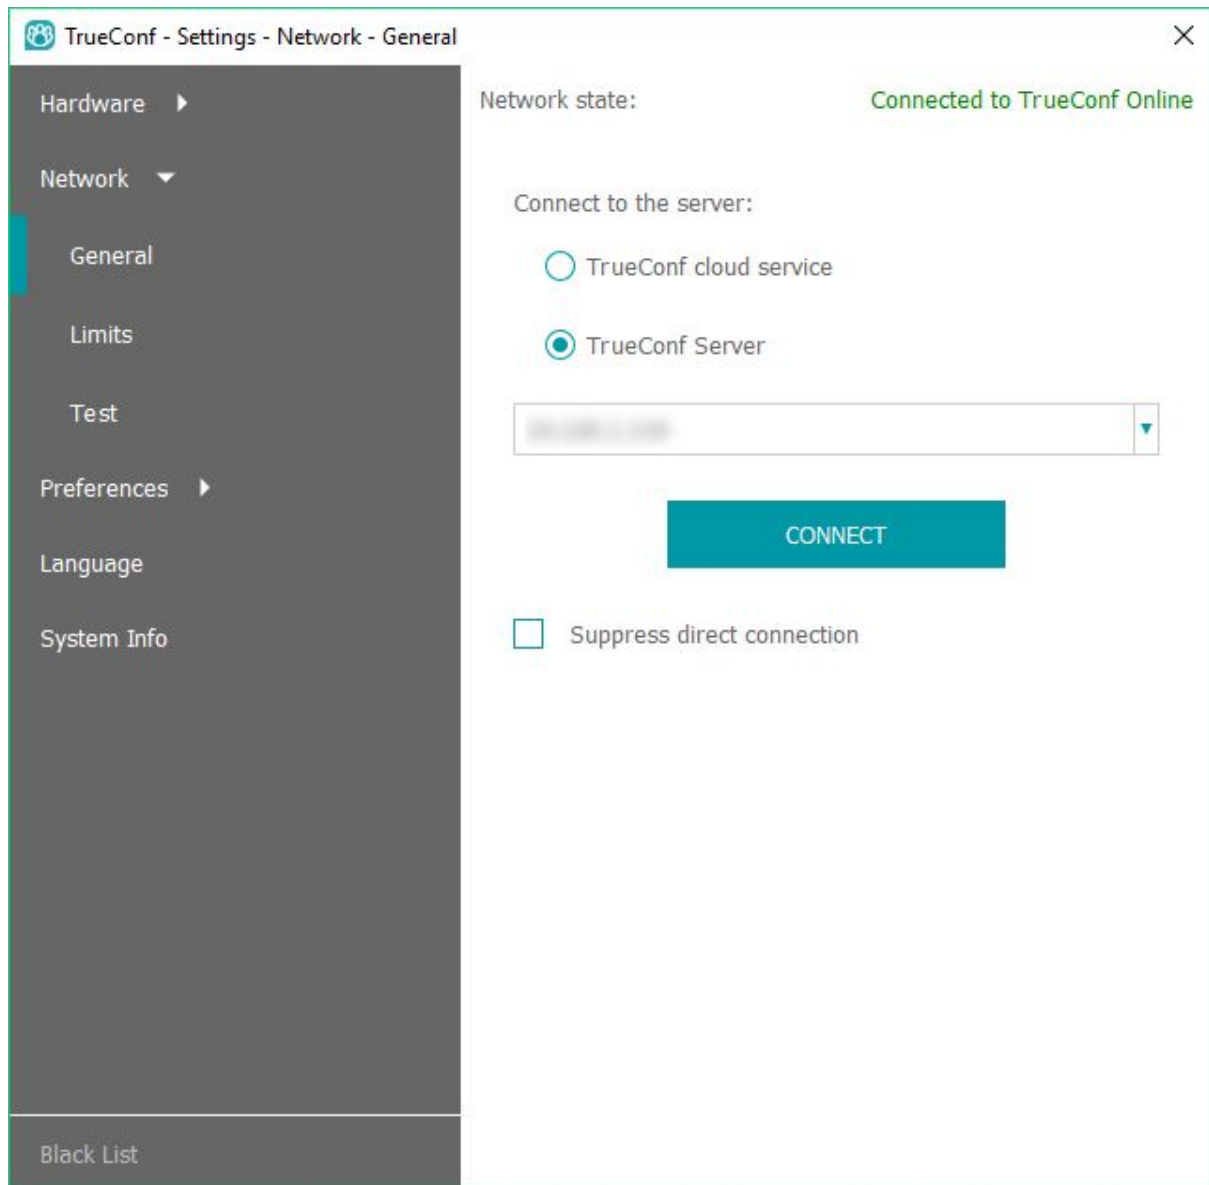 TrueConf - Settings - Network - General
Hardware
Network
General
Limits
Test
Preferences
Language
System Info
Black List
Network state: Connected to TrueConf Online
Connect to the server:
TrueConf cloud service
TrueConf Server
CONNECT
Suppress direct connection